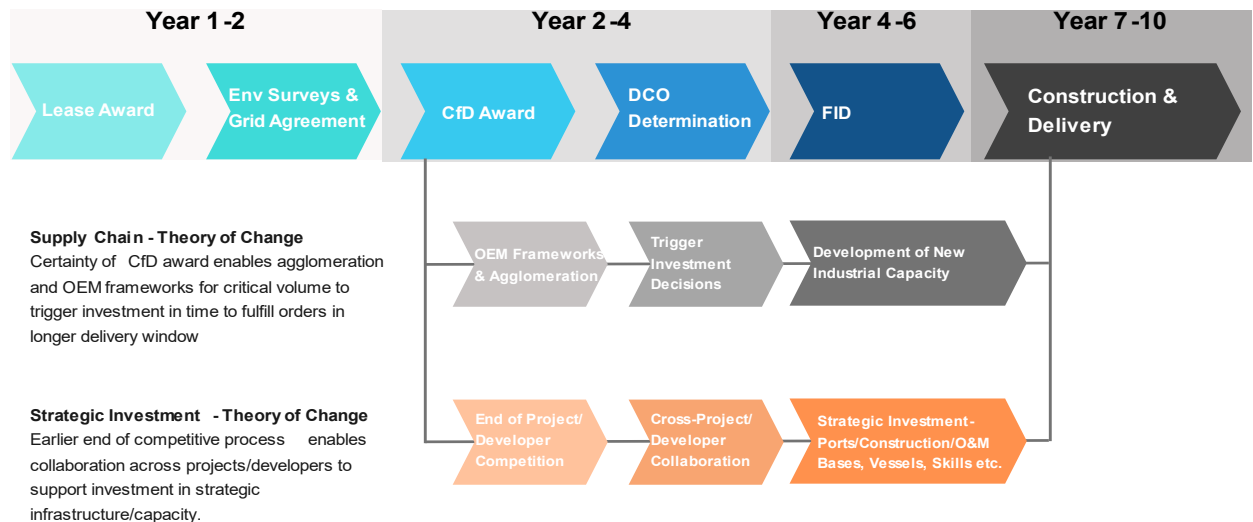 Year 1-2
Year 2-4
Year 4-6
Year 7-10
Lease Award
Env Surveys &
Grid Agreement
CfD Award
DCO
Determination
FID
Construction &
Delivery
Supply Chain - Theory of Change
Certainty of CfD award enables agglomeration
and OEM frameworks for critical volume to
trigger investment in time to fulfill orders in
longer delivery window
OEM Frameworks
& Agglomeration
Trigger
Investment
Decisions
Development of New
Industrial Capacity
Strategic Investment - Theory of Change
Earlier end of competitive process enables
collaboration across projects/developers to
support investment in strategic
infrastructure/capacity.
End of Project/
Developer
Competition
Cross-Project/
Developer
Collaboration
Strategic Investment-
Ports/Construction/O&M
Bases, Vessels, Skills etc.